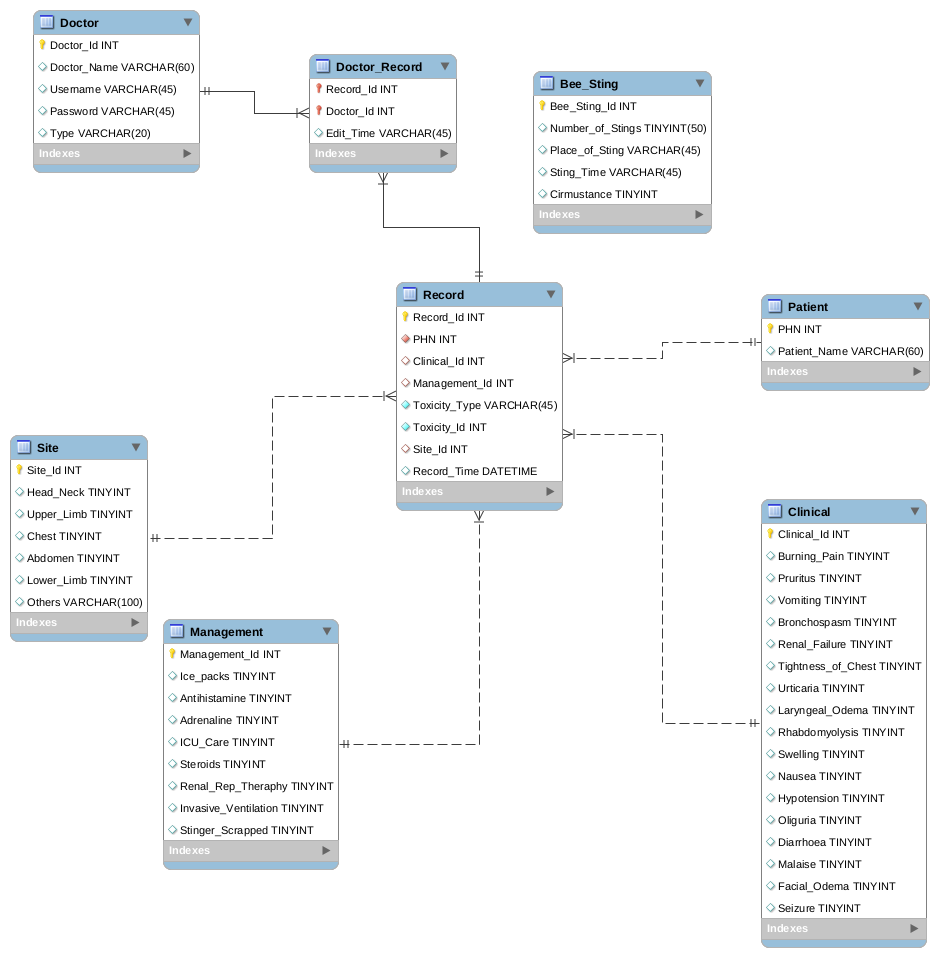 Doctor
Doctor_Id INT
Doctor_Name VARCHAR(60)
Username VARCHAR(45)
Password VARCHAR(45)
Type VARCHAR(20)
Indexes
Doctor_Record
Record_Id INT
Doctor_Id INT
Edit_Time VARCHAR(45)
Indexes
Bee_Sting
Bee_Sting_Id INT
Number_of_Stings TINYINT(50)
Place_of_Sting VARCHAR(45)
Sting_Time VARCHAR(45)
Cirmustance TINYINT
Indexes
Record
Record_Id INT
PHN INT
Clinical_Id INT
Management_Id INT
Toxicity_Type VARCHAR(45)
Toxicity_Id INT
Site_Id INT
Record_Time DATETIME
Indexes
Patient
PHN INT
Patient_Name VARCHAR(60)
Indexes
Site
Site_Id INT
Head_Neck TINYINT
Upper_Limb TINYINT
Chest TINYINT
Abdomen TINYINT
Lower_Limb TINYINT
Others VARCHAR(100)
Indexes
Management
Management_Id INT
Ice_packs TINYINT
Antihistamine TINYINT
Adrenaline TINYINT
ICU_Care TINYINT
Steroids TINYINT
Renal_Rep_Theraphy TINYINT
Invasive_Ventilation TINYINT
Stinger_Scrapped TINYINT
Indexes
Clinical
Clinical_Id INT
Burning_Pain TINYINT
Pruritus TINYINT
Vomiting TINYINT
Bronchospasm TINYINT
Renal_Failure TINYINT
Tightness_of_Chest TINYINT
Urticaria TINYINT
Laryngeal_Odema TINYINT
Rhabdomyolysis TINYINT
Swelling TINYINT
Nausea TINYINT
Hypotension TINYINT
Oliguria TINYINT
Diarrhoea TINYINT
Malaise TINYINT
Facial_Odema TINYINT
Seizure TINYINT
Indexes